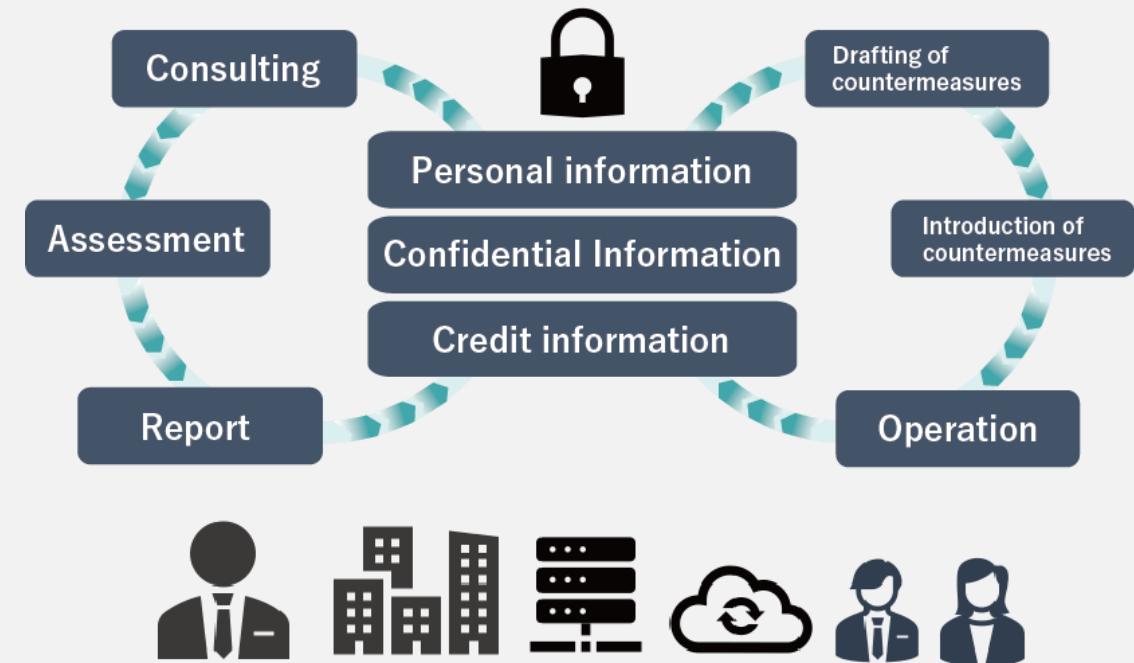 Consulting
Drafting of
countermeasures
Personal information
Assessment
Confidential Information
Introduction of
countermeasures
Credit information
Report
Operation